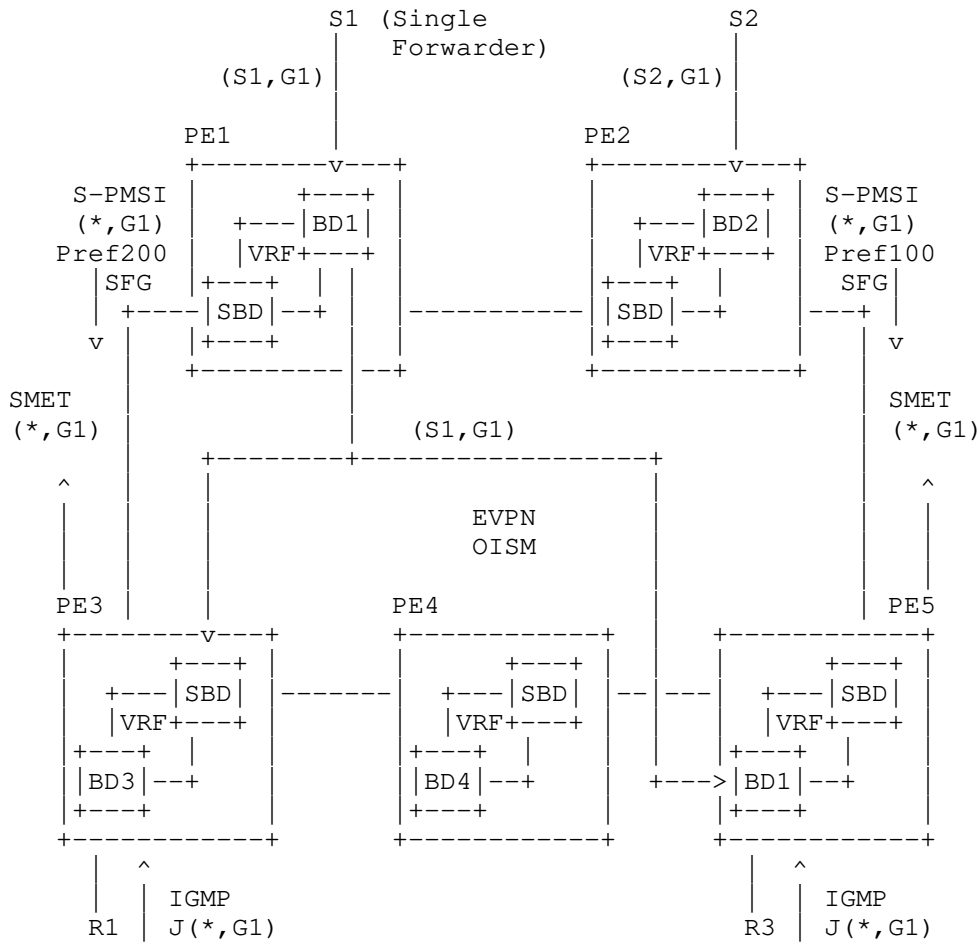 S1 (Single S2
Forwarder)
(S1,G1) (S2,G1)
PE1 PE2
S-PMSI S-PMSI
(*,G1) BD1 BD2 (*,G1)
Pref200 VRF VRF Pref100
SFG SFG
SBD SBD
SMET SMET
(*,G1) (S1,G1) (*,G1)
EVPN
OISM
PE3 PE4 PE5
SBD SBD SBD
VRF VRF VRF
BD3 BD4 BD1
IGMP IGMP
R1 J(*,G1) R3 J(*,G1)